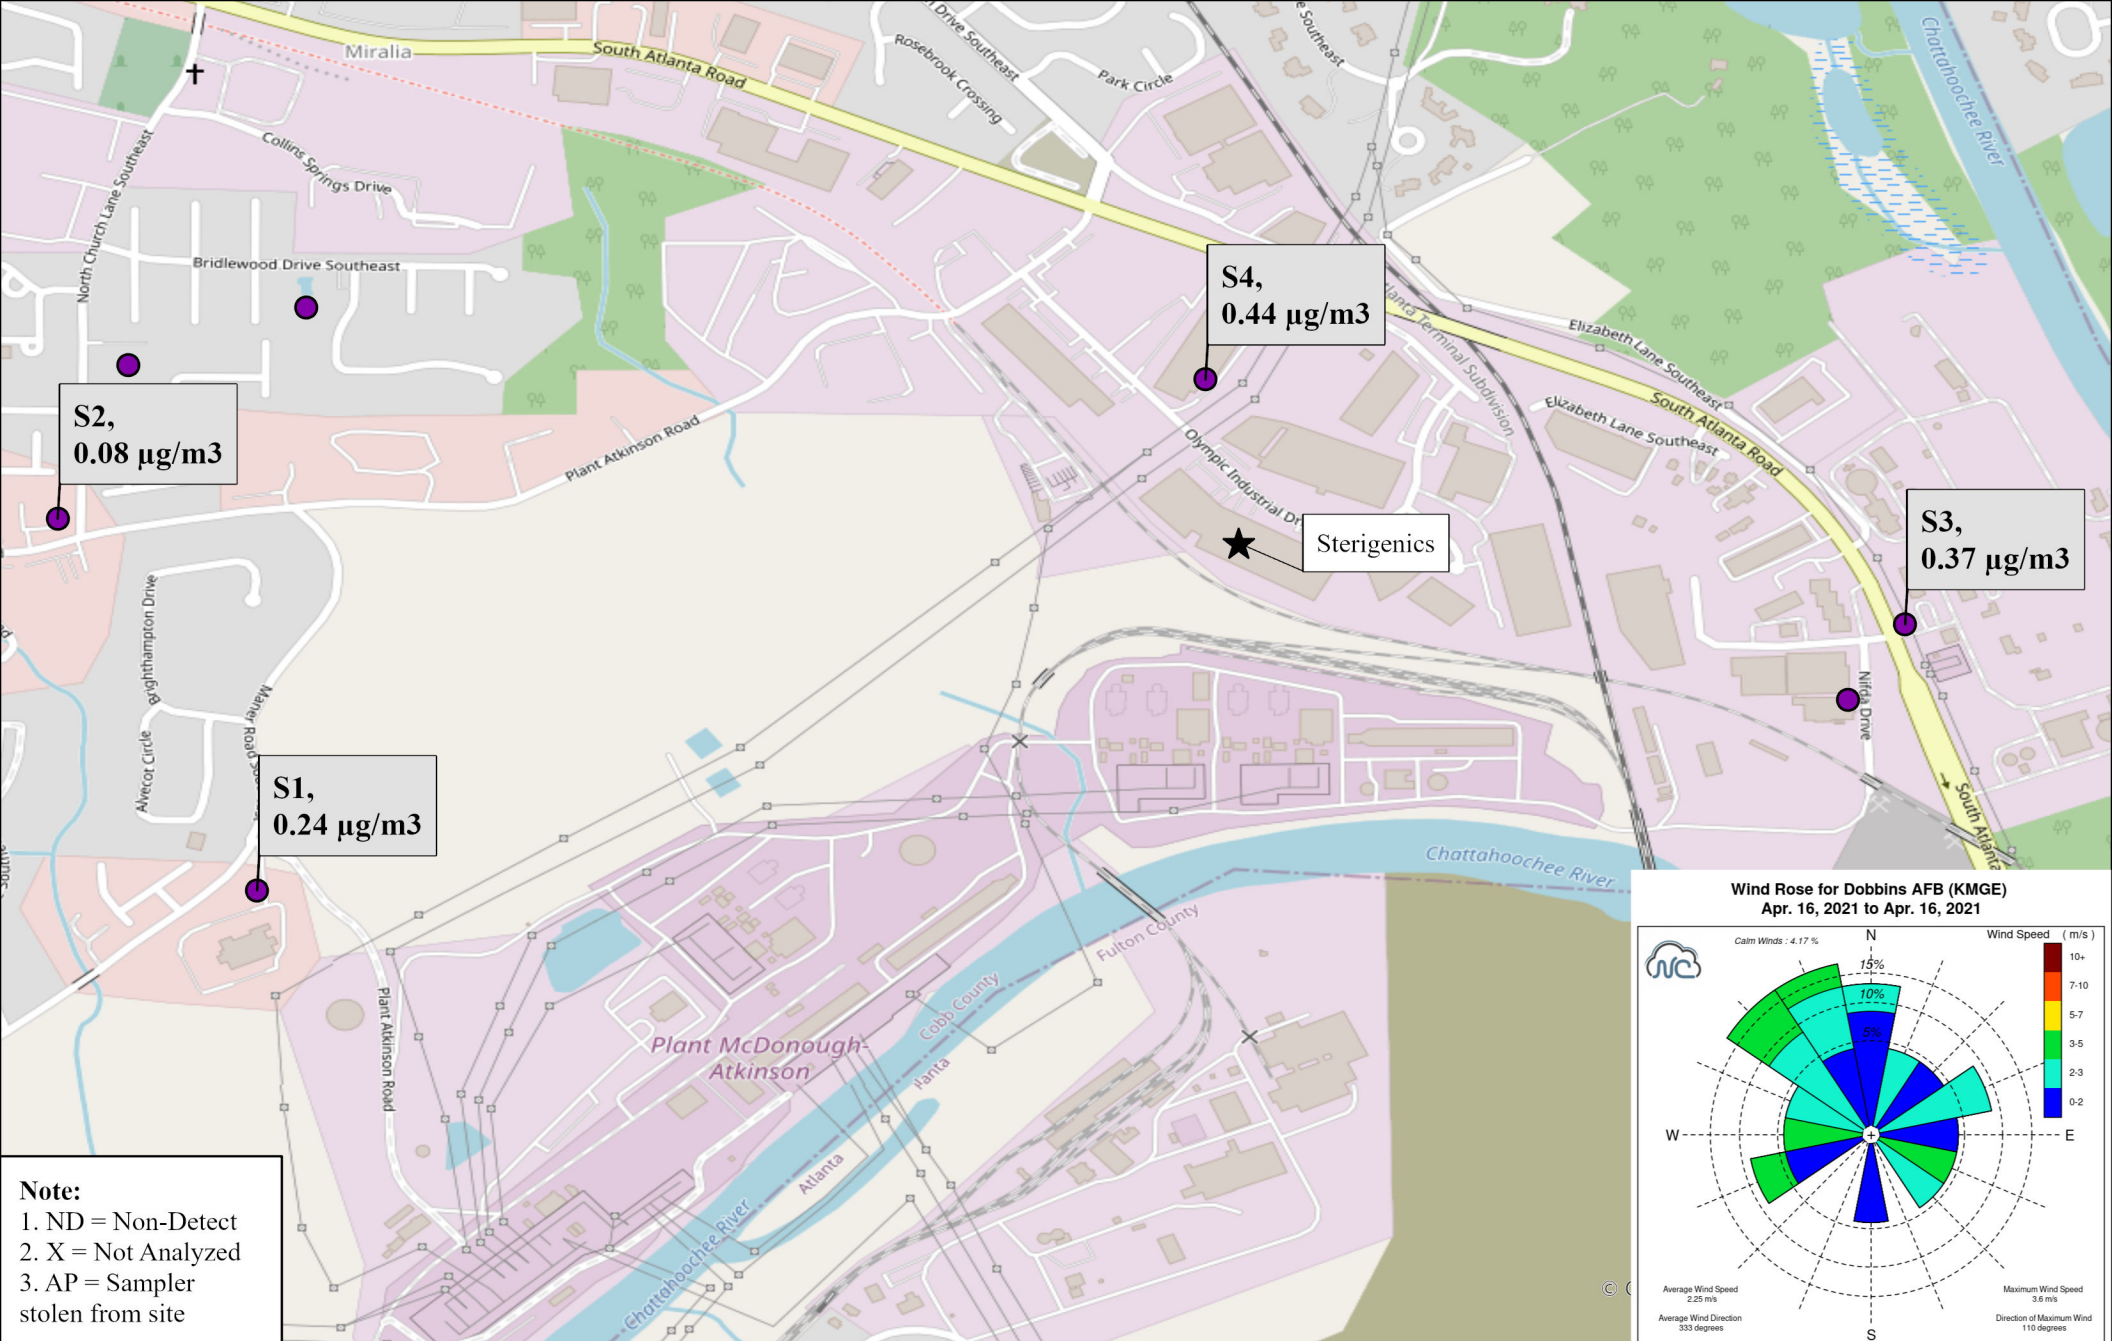 Miralia
South Atlanta Road
Rosebrook Crossing
Drive Southeast
Park Circle
Southeast
Chattahoochee River
North Church Lane Southeast
Collins Springs Drive
Bridlewood Drive Southeast
S4,
0.44 µg/m3
Atlanta Terminal Subdivision
Elizabeth Lane Southeast
Elizabeth Lane Southeast
South Atlanta Road
S2,
0.08 µg/m3
Plant Atkinson Road
Olympic Industrial Dr
Sterigenics
S3,
0.37 µg/m3
Brighthampton Drive
Alvecot Circle
Maner Road
Nifda Drive
S1,
0.24 µg/m3
South Atlanta
Chattahoochee River
Fulton County
Cobb County
Plant McDonough-
Atkinson
Plant Atkinson Road
lanta
Atlanta
Chattahoochee River
Note:
1. ND = Non-Detect
2. X = Not Analyzed
3. AP = Sampler
stolen from site
©
Wind Rose for Dobbins AFB (KMGE)
Apr. 16, 2021 to Apr. 16, 2021
NC
Calm Winds : 4.17 %
N
Wind Speed ( m/s )
10+
7-10
5-7
3-5
2-3
0-2
15%
10%
5%
W
E
S
Average Wind Speed
2.25 m/s
Average Wind Direction
333 degrees
Maximum Wind Speed
3.6 m/s
Direction of Maximum Wind
110 degrees